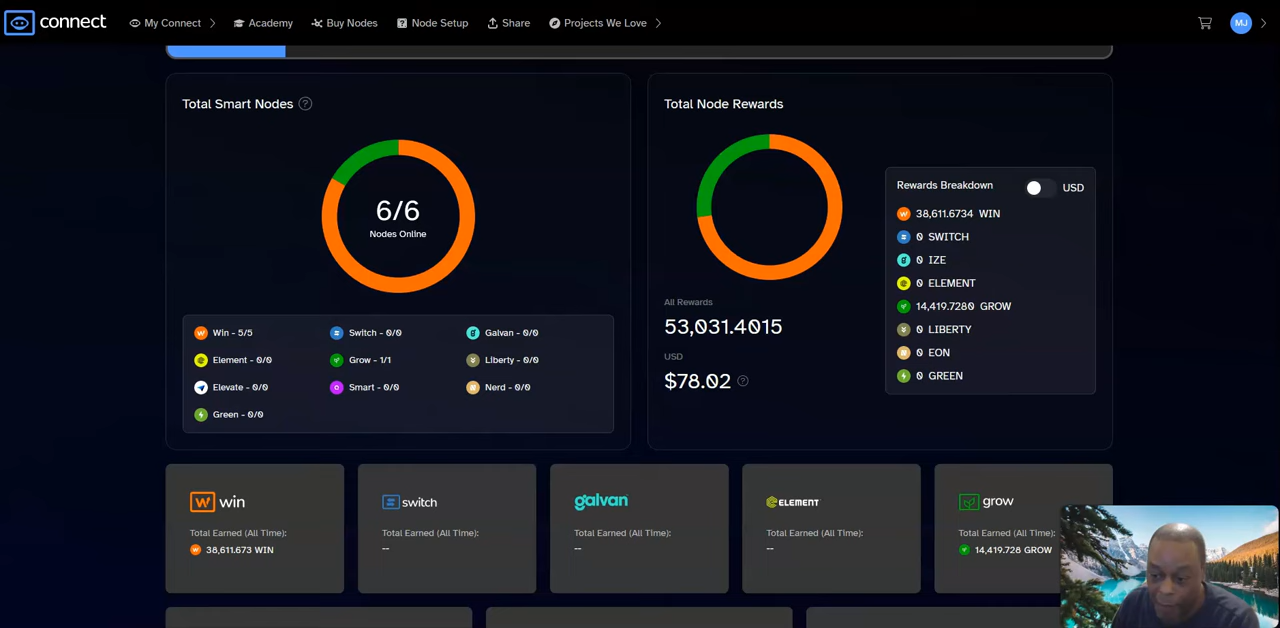 connect My Connect Academy Buy Nodes Node Setup Share Projects We Love MJ
Total Smart Nodes ?
6/6
Nodes Online
Win - 5/5 Switch - 0/0 Galvan - 0/0
Element - 0/0 Grow - 1/1 Liberty - 0/0
Elevate - 0/0 Smart - 0/0 Nerd - 0/0
Green - 0/0
Total Node Rewards
All Rewards
53,031.4015
USD
$78.02 ?
Rewards Breakdown USD
38,611.6734 WIN
0 SWITCH
0 IZE
0 ELEMENT
14,419.7280 GROW
0 LIBERTY
0 EON
0 GREEN
win
Total Earned (All Time):
38,611.673 WIN
switch
Total Earned (All Time):
--
galvan
Total Earned (All Time):
--
ELEMENT
Total Earned (All Time):
--
grow
Total Earned (All Time):
14,419.728 GROW